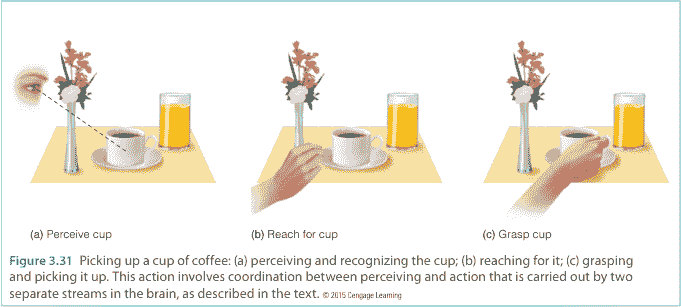 (a) Perceive cup
(b) Reach for cup
(c) Grasp cup
Figure 3.31 Picking up a cup of coffee: (a) perceiving and recognizing the cup; (b) reaching for it; (c) grasping
and picking it up. This action involves coordination between perceiving and action that is carried out by two
separate streams in the brain, as described in the text. © 2015 Cengage Learning